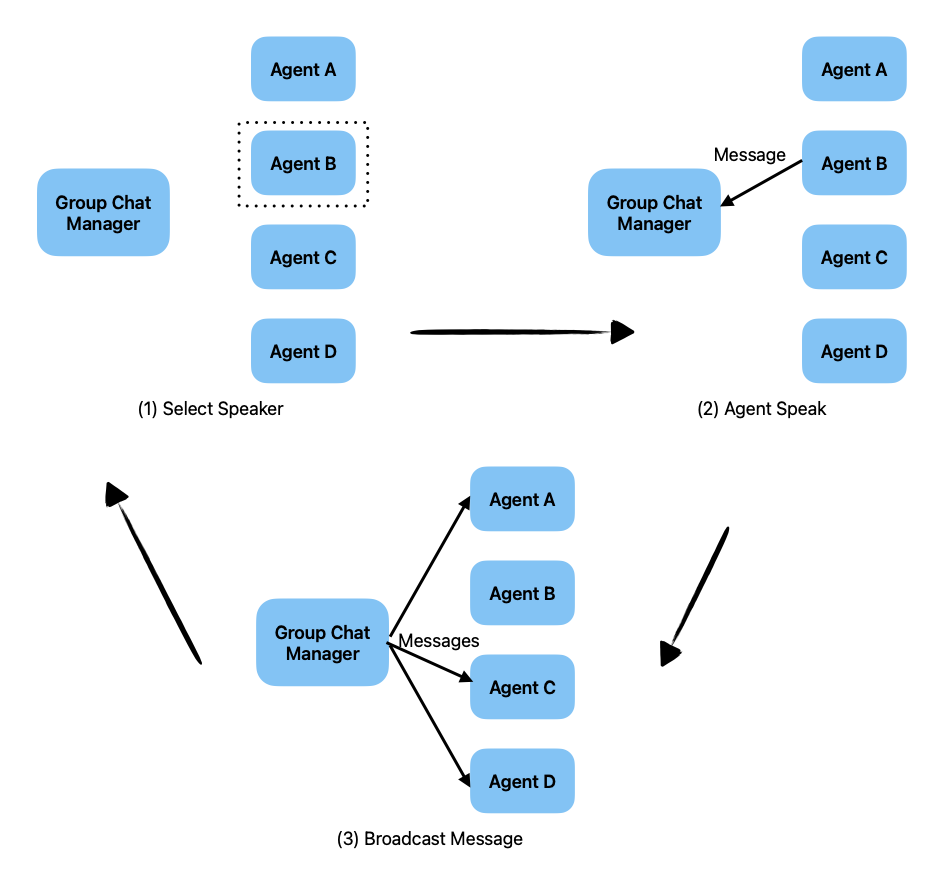 Agent A
Agent B
Group Chat
Manager
Agent C
Agent D
(1) Select Speaker
Agent A
Message
Agent B
Group Chat
Manager
Agent C
Agent D
(2) Agent Speak
Agent A
Agent B
Group Chat
Manager
Messages
Agent C
Agent D
(3) Broadcast Message